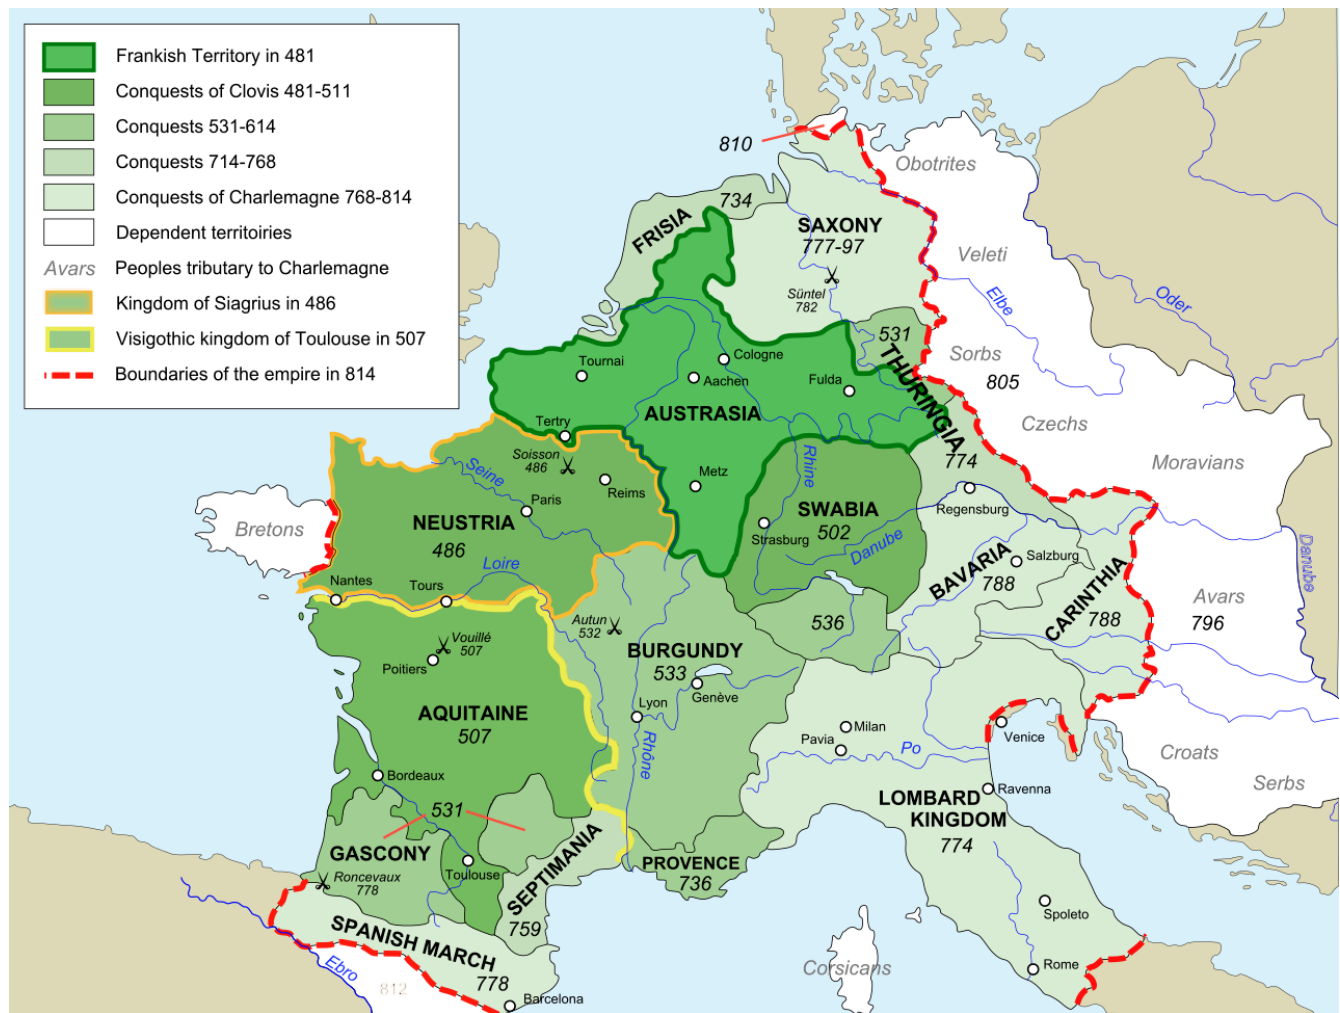 Frankish Territory in 481
Conquests of Clovis 481-511
Conquests 531-614
Conquests 714-768
Conquests of Charlemagne 768-814
Dependent territoiries
Avars Peoples tributary to Charlemagne
Kingdom of Siagrius in 486
Visigothic kingdom of Toulouse in 507
Boundaries of the empire in 814
810
Obotrites
734
FRISIA
SAXONY
777-97
Veleti
Süntel
782
Elbe
Oder
531
THURINGIA
Sorbs
805
Tournai
Cologne
Aachen
Fulda
AUSTRASIA
Tertry
Czechs
Soisson
486
Seine
Reims
Metz
Rhine
774
Moravians
Paris
Regensburg
NEUSTRIA
486
SWABIA
502
Strasburg
Danube
Bretons
Loire
Nantes
Tours
BAVARIA
788
Salzburg
CARINTHIA
788
Danube
Avars
796
Autun
532
536
Vouillé
507
Poitiers
BURGUNDY
533
Genève
Lyon
Rhône
AQUITAINE
507
Milan
Pavia
Po
Venice
Croats
Serbs
Bordeaux
Ravenna
531
LOMBARD
KINGDOM
774
GASCONY
Toulouse
SEPTIMANIA
759
PROVENCE
736
Roncevaux
778
Spoleto
SPANISH MARCH
778
Ebro
812
Barcelona
Corsicans
Rome